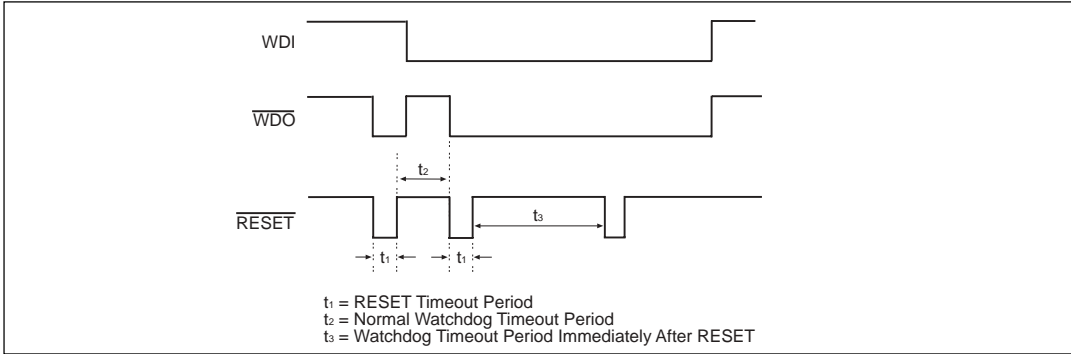 WDI
WDO
t₂
RESET
t₃
t₁ t₁
t₁ = RESET Timeout Period
t₂ = Normal Watchdog Timeout Period
t₃ = Watchdog Timeout Period Immediately After RESET